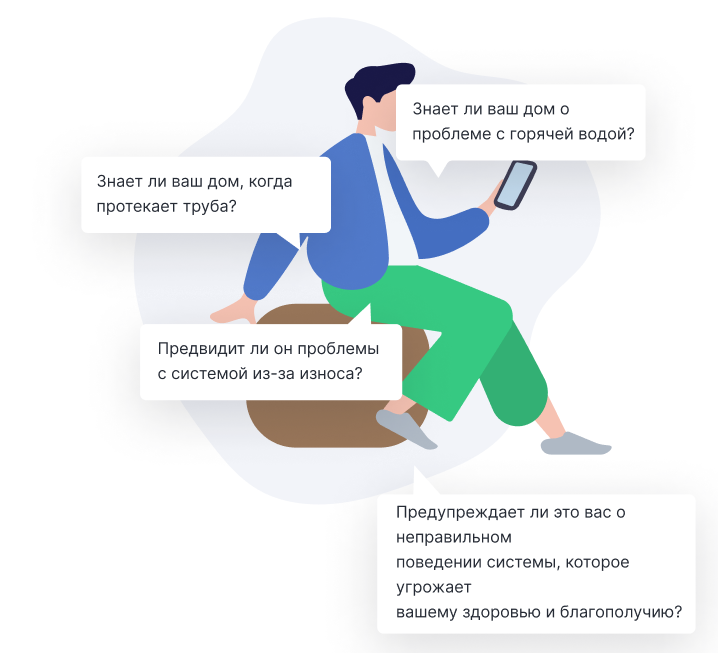 Знает ли ваш дом о
проблеме с горячей водой?
Знает ли ваш дом, когда
протекает труба?
Предвидит ли он проблемы
с системой из-за износа?
Предупреждает ли это вас о
неправильном
поведении системы, которое
угрожает
вашему здоровью и благополучию?